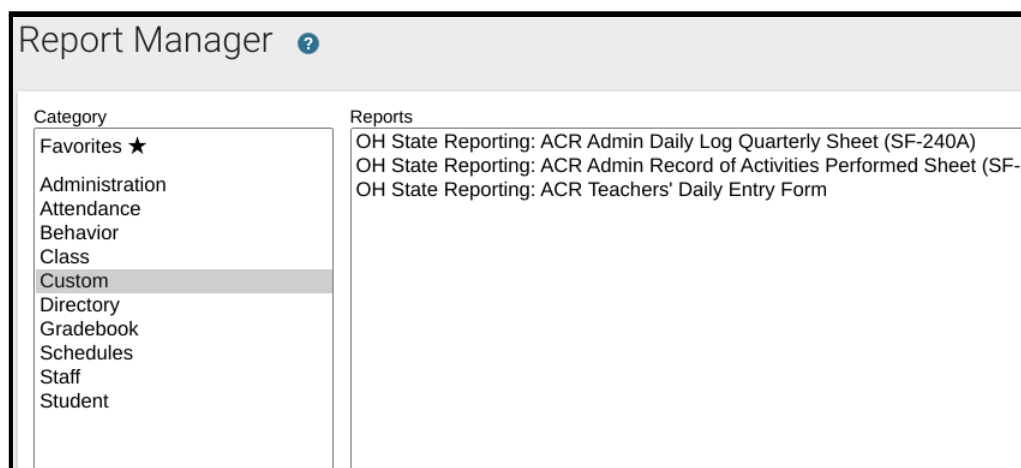 Report Manager ?
Category
Favorites ★
Administration
Attendance
Behavior
Class
Custom
Directory
Gradebook
Schedules
Staff
Student
Reports
OH State Reporting: ACR Admin Daily Log Quarterly Sheet (SF-240A)
OH State Reporting: ACR Admin Record of Activities Performed Sheet (SF-
OH State Reporting: ACR Teachers' Daily Entry Form